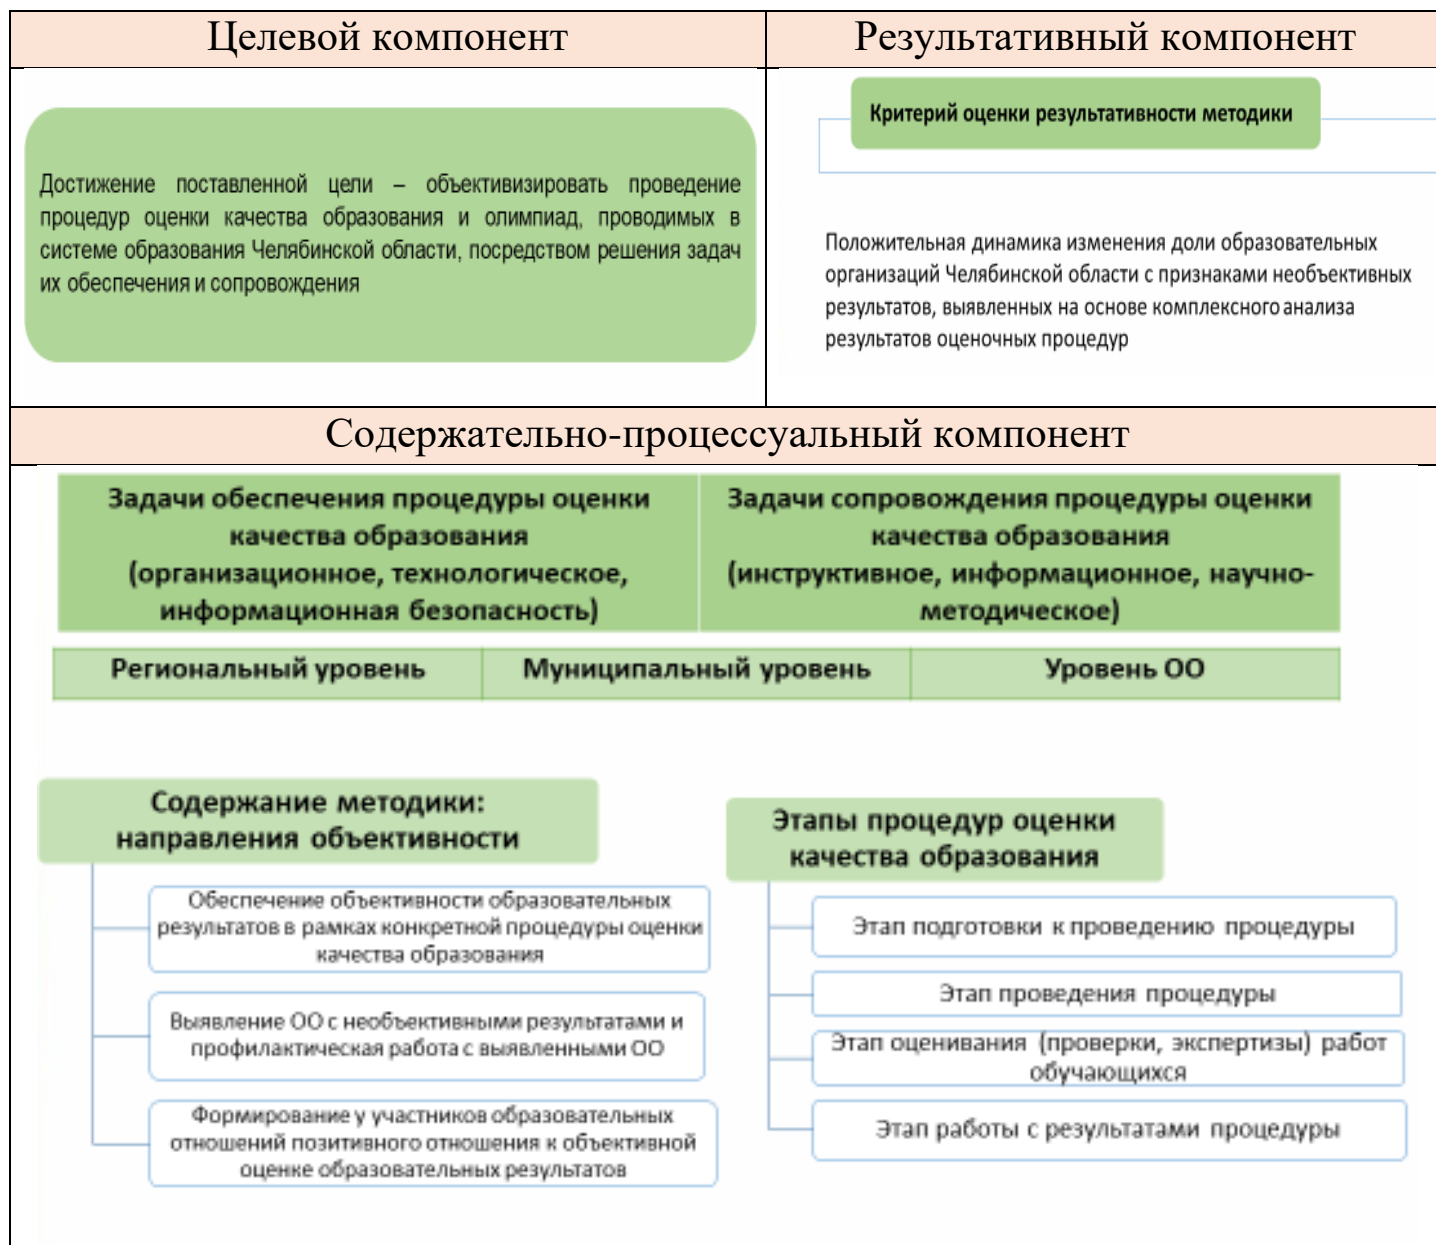 Целевой компонент
Результативный компонент
Достижение поставленной цели – объективизировать проведение
процедур оценки качества образования и олимпиад, проводимых в
системе образования Челябинской области, посредством решения задач
их обеспечения и сопровождения
Критерий оценки результативности методики
Положительная динамика изменения доли образовательных
организаций Челябинской области с признаками необъективных
результатов, выявленных на основе комплексного анализа
результатов оценочных процедур
Содержательно-процессуальный компонент
Задачи обеспечения процедуры оценки
качества образования
(организационное, технологическое,
информационная безопасность)
Задачи сопровождения процедуры оценки
качества образования
(инструктивное, информационное, научно-
методическое)
Региональный уровень
Муниципальный уровень
Уровень ОО
Содержание методики:
направления объективности
Обеспечение объективности образовательных
результатов в рамках конкретной процедуры оценки
качества образования
Выявление ОО с необъективными результатами и
профилактическая работа с выявленными ОО
Формирование у участников образовательных
отношений позитивного отношения к объективной
оценке образовательных результатов
Этапы процедур оценки
качества образования
Этап подготовки к проведению процедуры
Этап проведения процедуры
Этап оценивания (проверки, экспертизы) работ
обучающихся
Этап работы с результатами процедуры